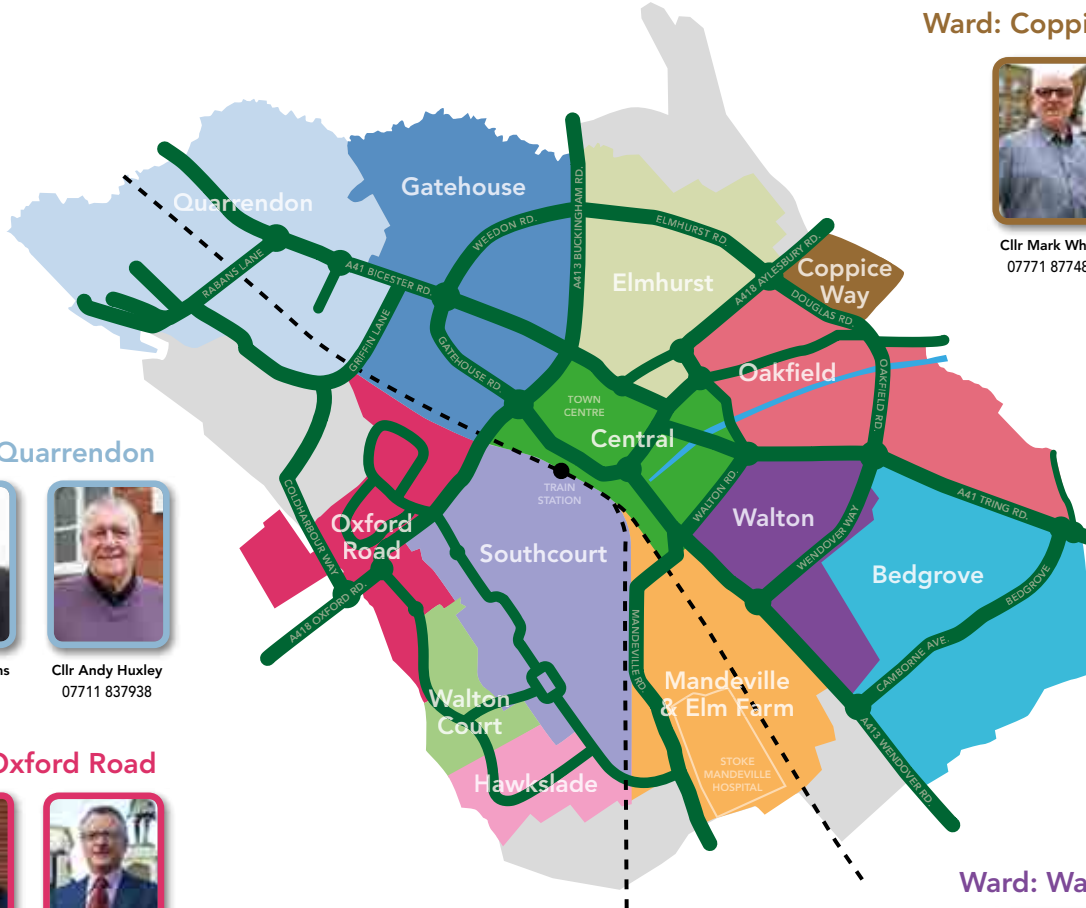 Ward: Coppi
Cllr Mark Wh
07771 87748
Quarrendon
Cllr Andy Huxley
07711 837938
Oxford Road
Ward: Wa
Quarrendon
Gatehouse
Elmhurst
Coppice
Way
Oakfield
Central
TOWN
CENTRE
TRAIN
STATION
Oxford
Road
Southcourt
Walton
Bedgrove
Walton
Court
Hawkslade
Mandeville
& Elm Farm
STOKE
MANDEVILLE
HOSPITAL
RABANS LANE
A41 BICESTER RD.
GRIFFIN LANE
WEEDON RD.
GATEHOUSE RD.
A413 BUCKINGHAM RD.
ELMHURST RD.
A418 AYLESBURY RD.
DOUGLAS RD.
OAKFIELD RD.
A41 TRING RD.
WALTON RD.
WENDOVER WAY
BEDGROVE
CAMBORNE AVE.
A413 WENDOVER RD.
MANDEVILLE RD.
COLDHARBOUR WAY
A418 OXFORD RD.